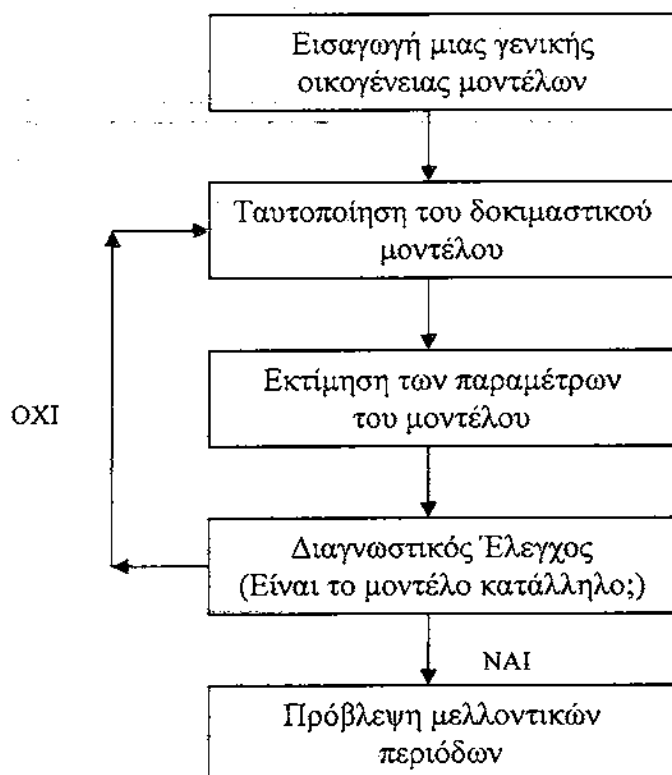 Εισαγωγή μιας γενικής
οικογένειας μοντέλων
Ταυτοποίηση του δοκιμαστικού
μοντέλου
Εκτίμηση των παραμέτρων
του μοντέλου
ΟΧΙ
Διαγνωστικός Έλεγχος
(Είναι το μοντέλο κατάλληλο;)
ΝΑΙ
Πρόβλεψη μελλοντικών
περιόδων